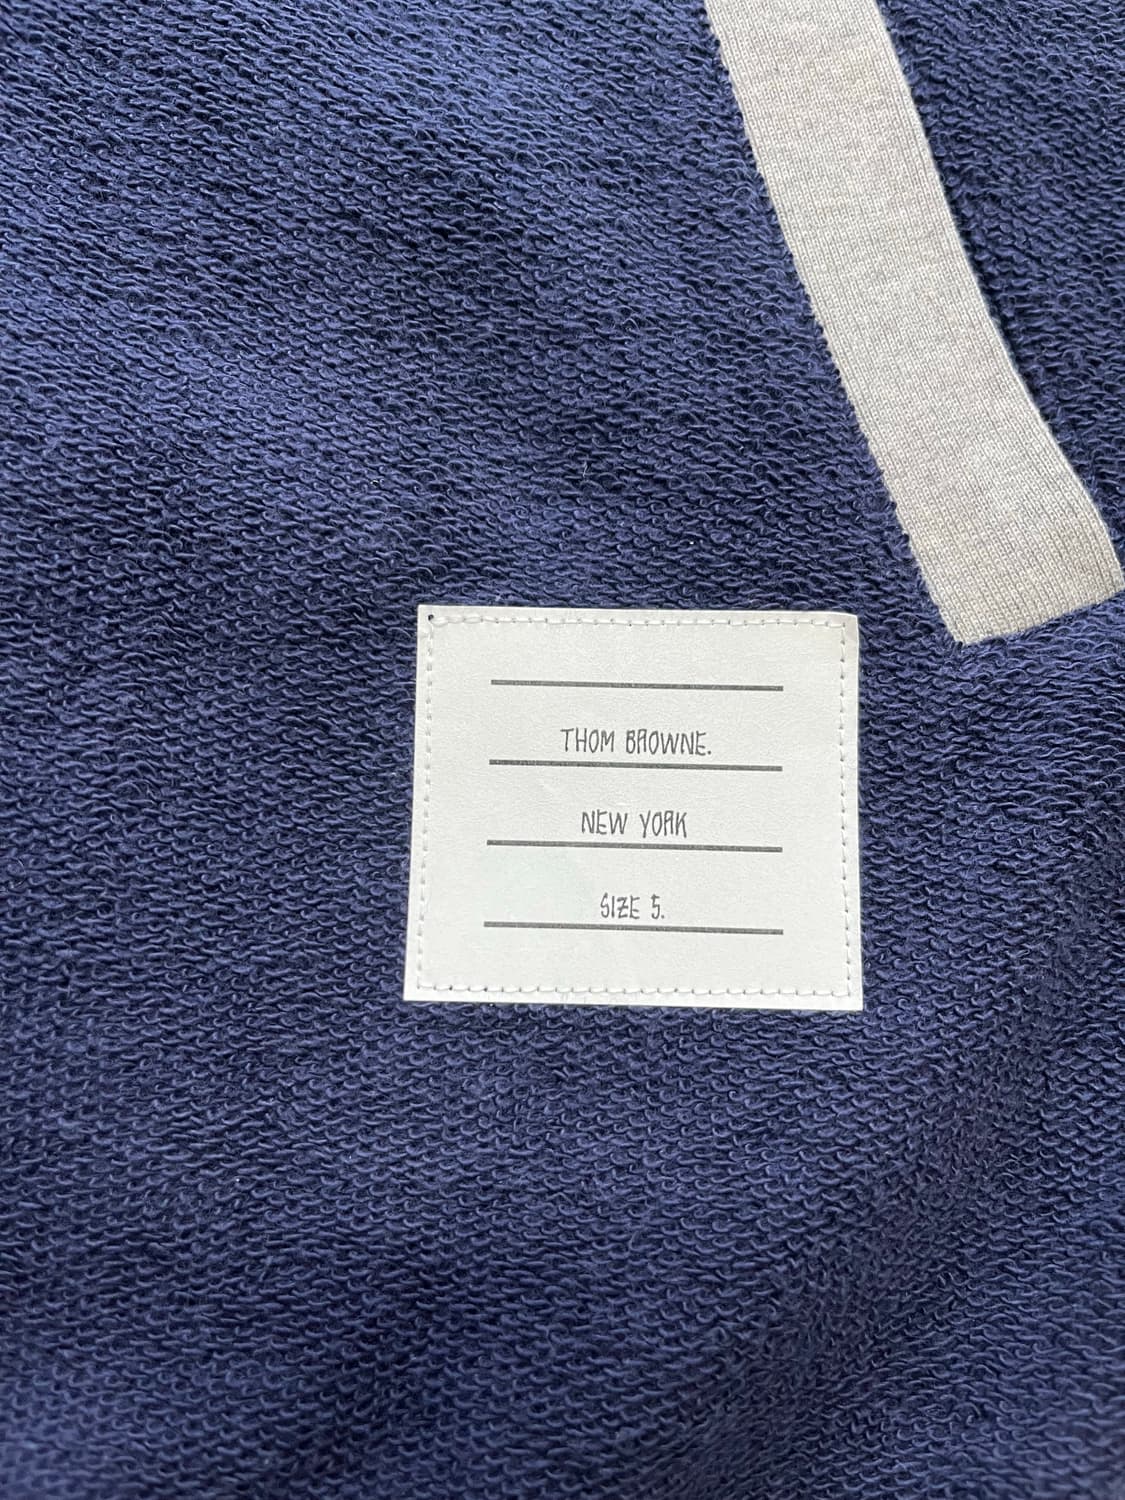 THOM BROWNE.
NEW YORK
SIZE 5.